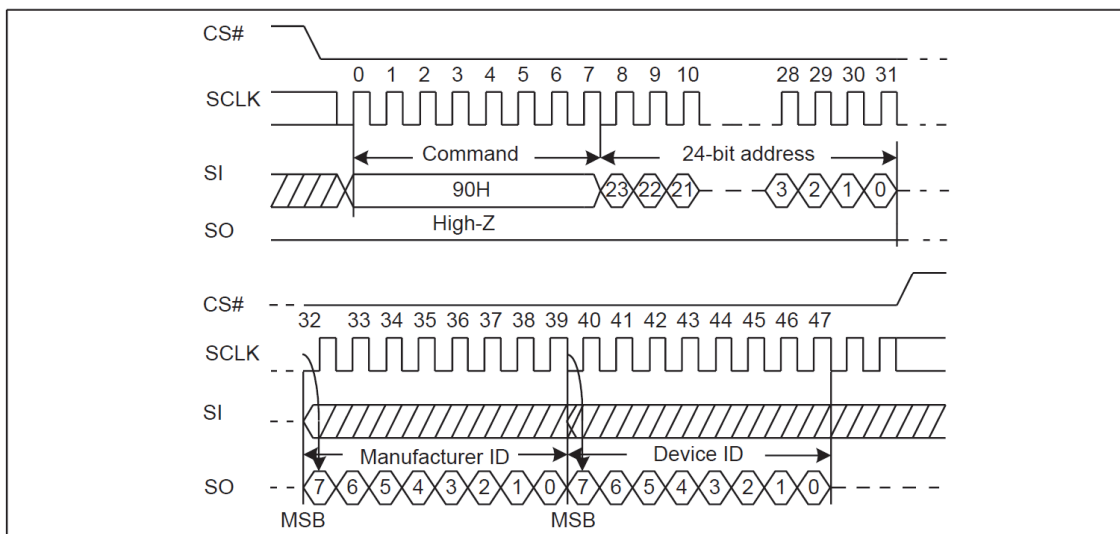 CS#
0 1 2 3 4 5 6 7 8 9 10 28 29 30 31
SCLK
Command 24-bit address
SI
90H 23 22 21 3 2 1 0
High-Z
SO
CS#
32 33 34 35 36 37 38 39 40 41 42 43 44 45 46 47
SCLK
SI
Manufacturer ID Device ID
SO 7 6 5 4 3 2 1 0 7 6 5 4 3 2 1 0
MSB MSB